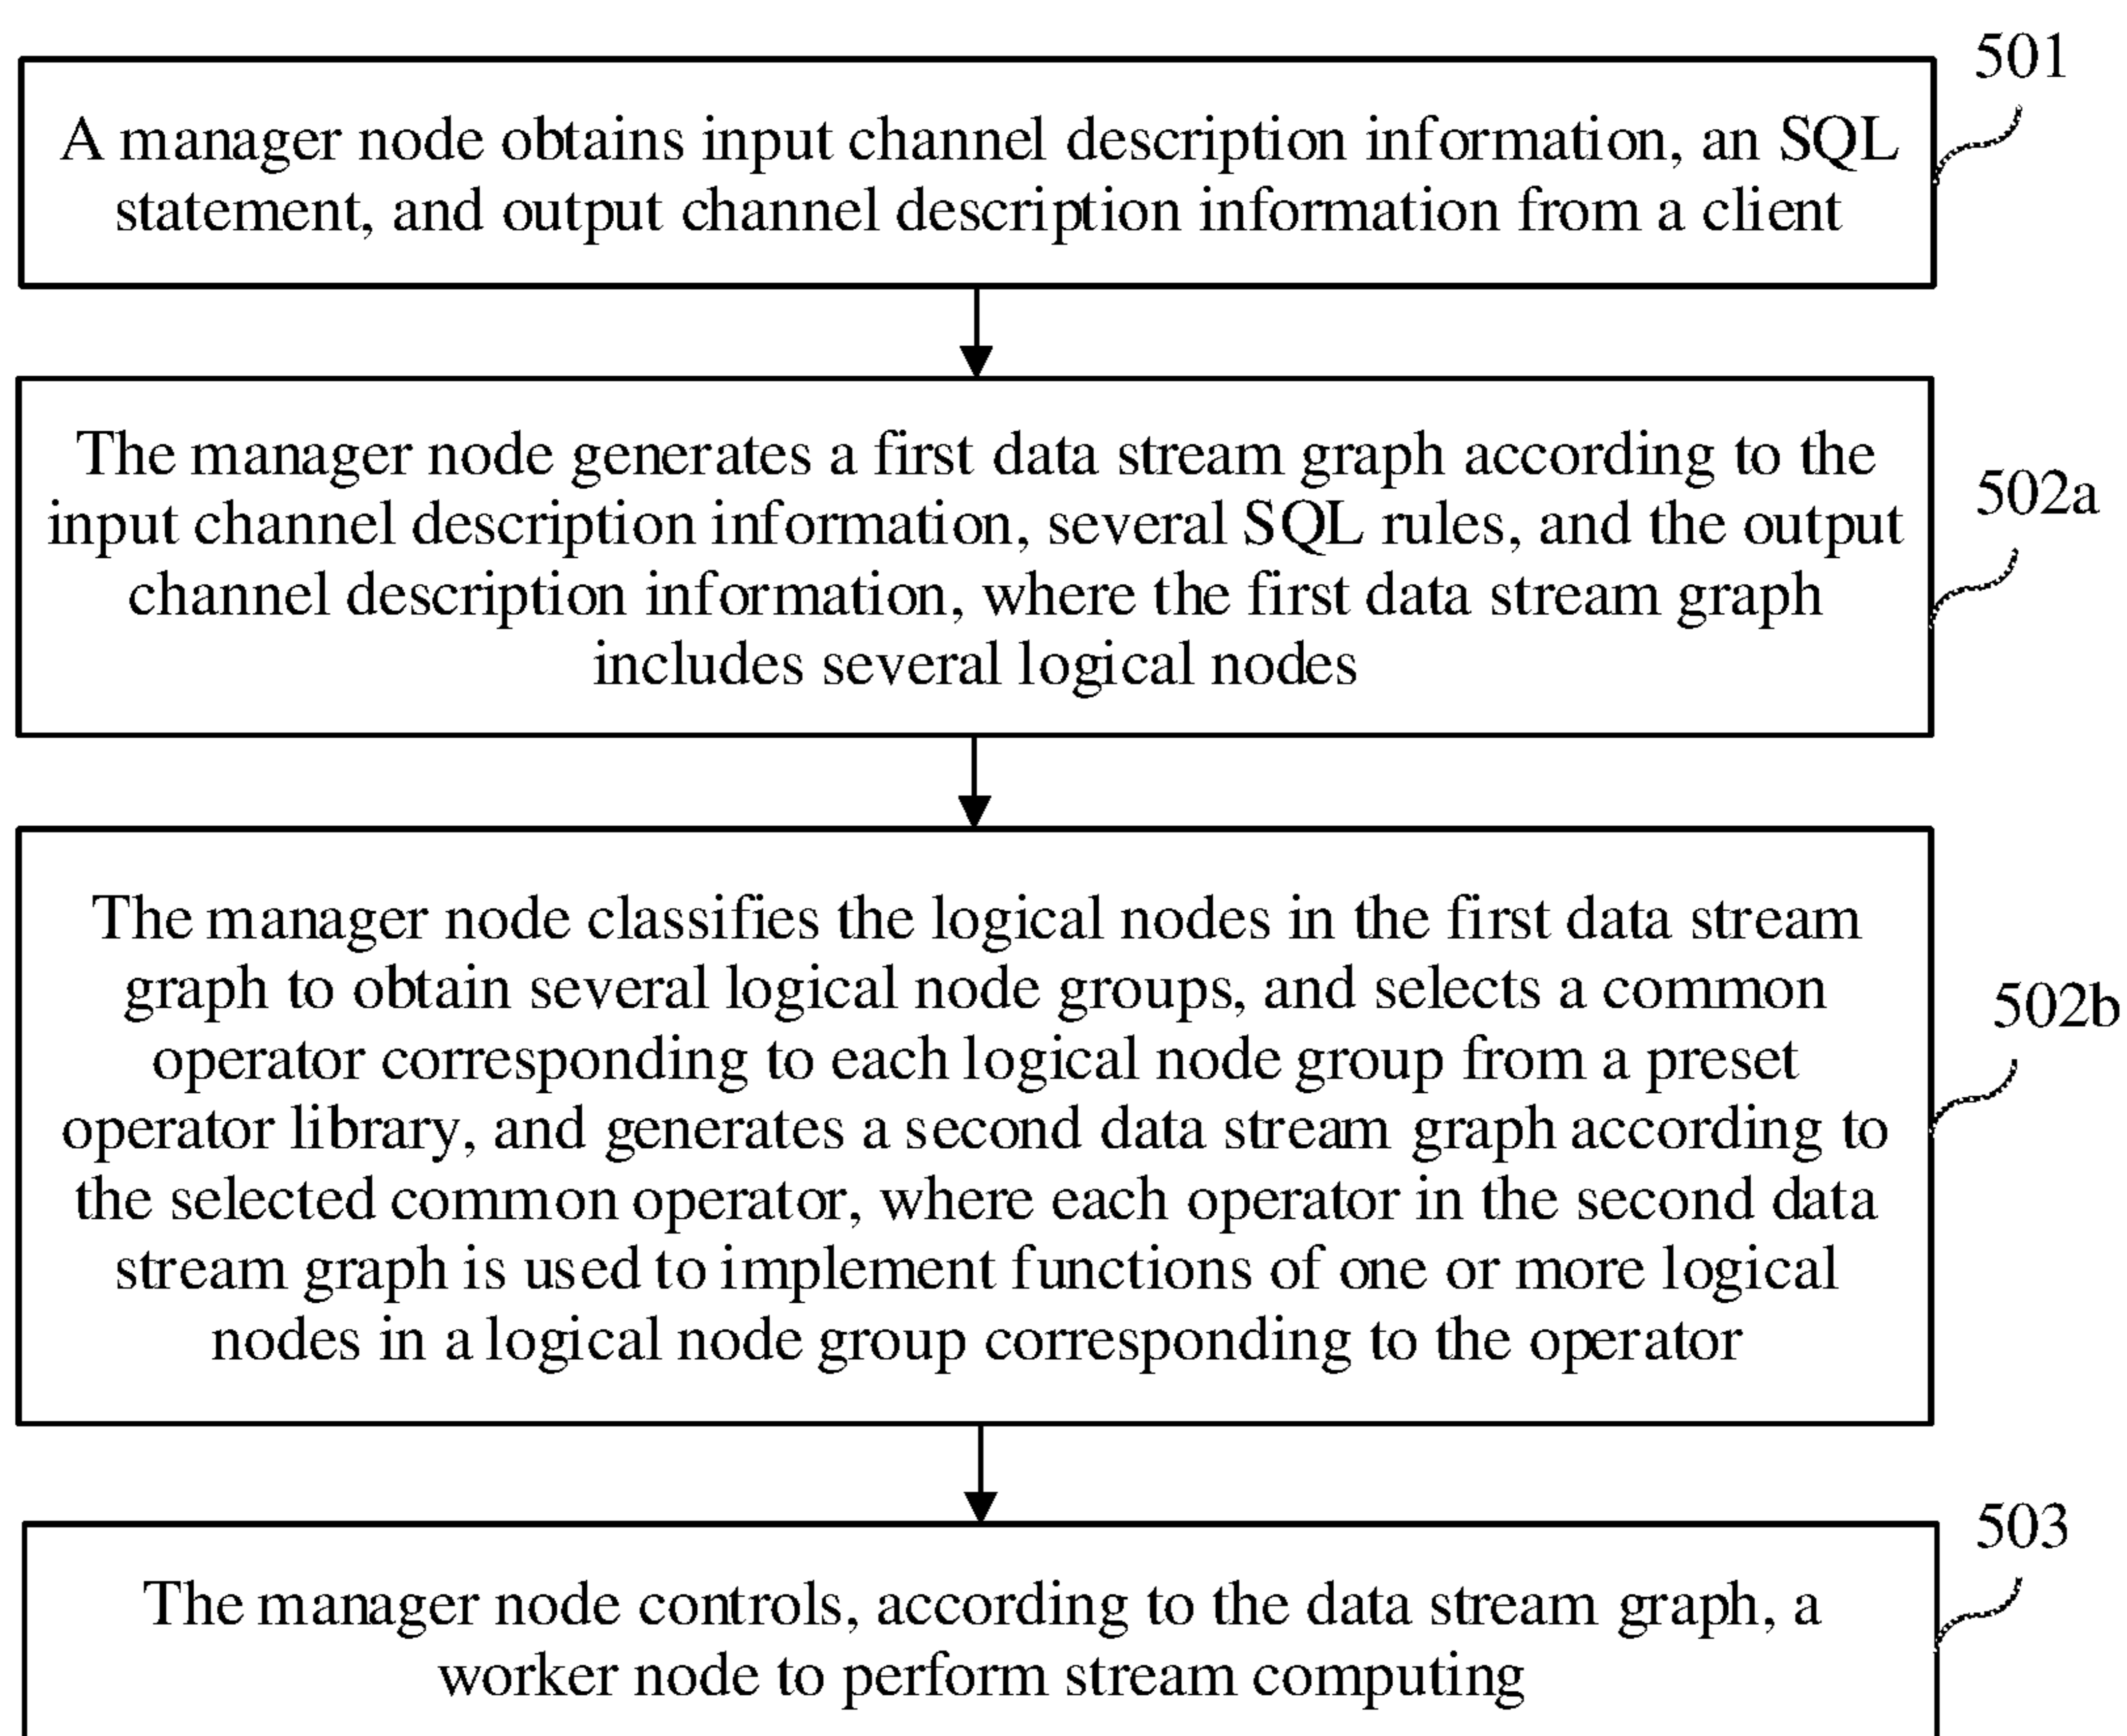 501
A manager node obtains input channel description information, an SQL
statement, and output channel description information from a client
The manager node generates a first data stream graph according to the
input channel description information, several SQL rules, and the output
channel description information, where the first data stream graph
includes several logical nodes
502a
The manager node classifies the logical nodes in the first data stream
graph to obtain several logical node groups, and selects a common
operator corresponding to each logical node group from a preset
operator library, and generates a second data stream graph according to
the selected common operator, where each operator in the second data
stream graph is used to implement functions of one or more logical
nodes in a logical node group corresponding to the operator
502b
503
The manager node controls, according to the data stream graph, a
worker node to perform stream computing